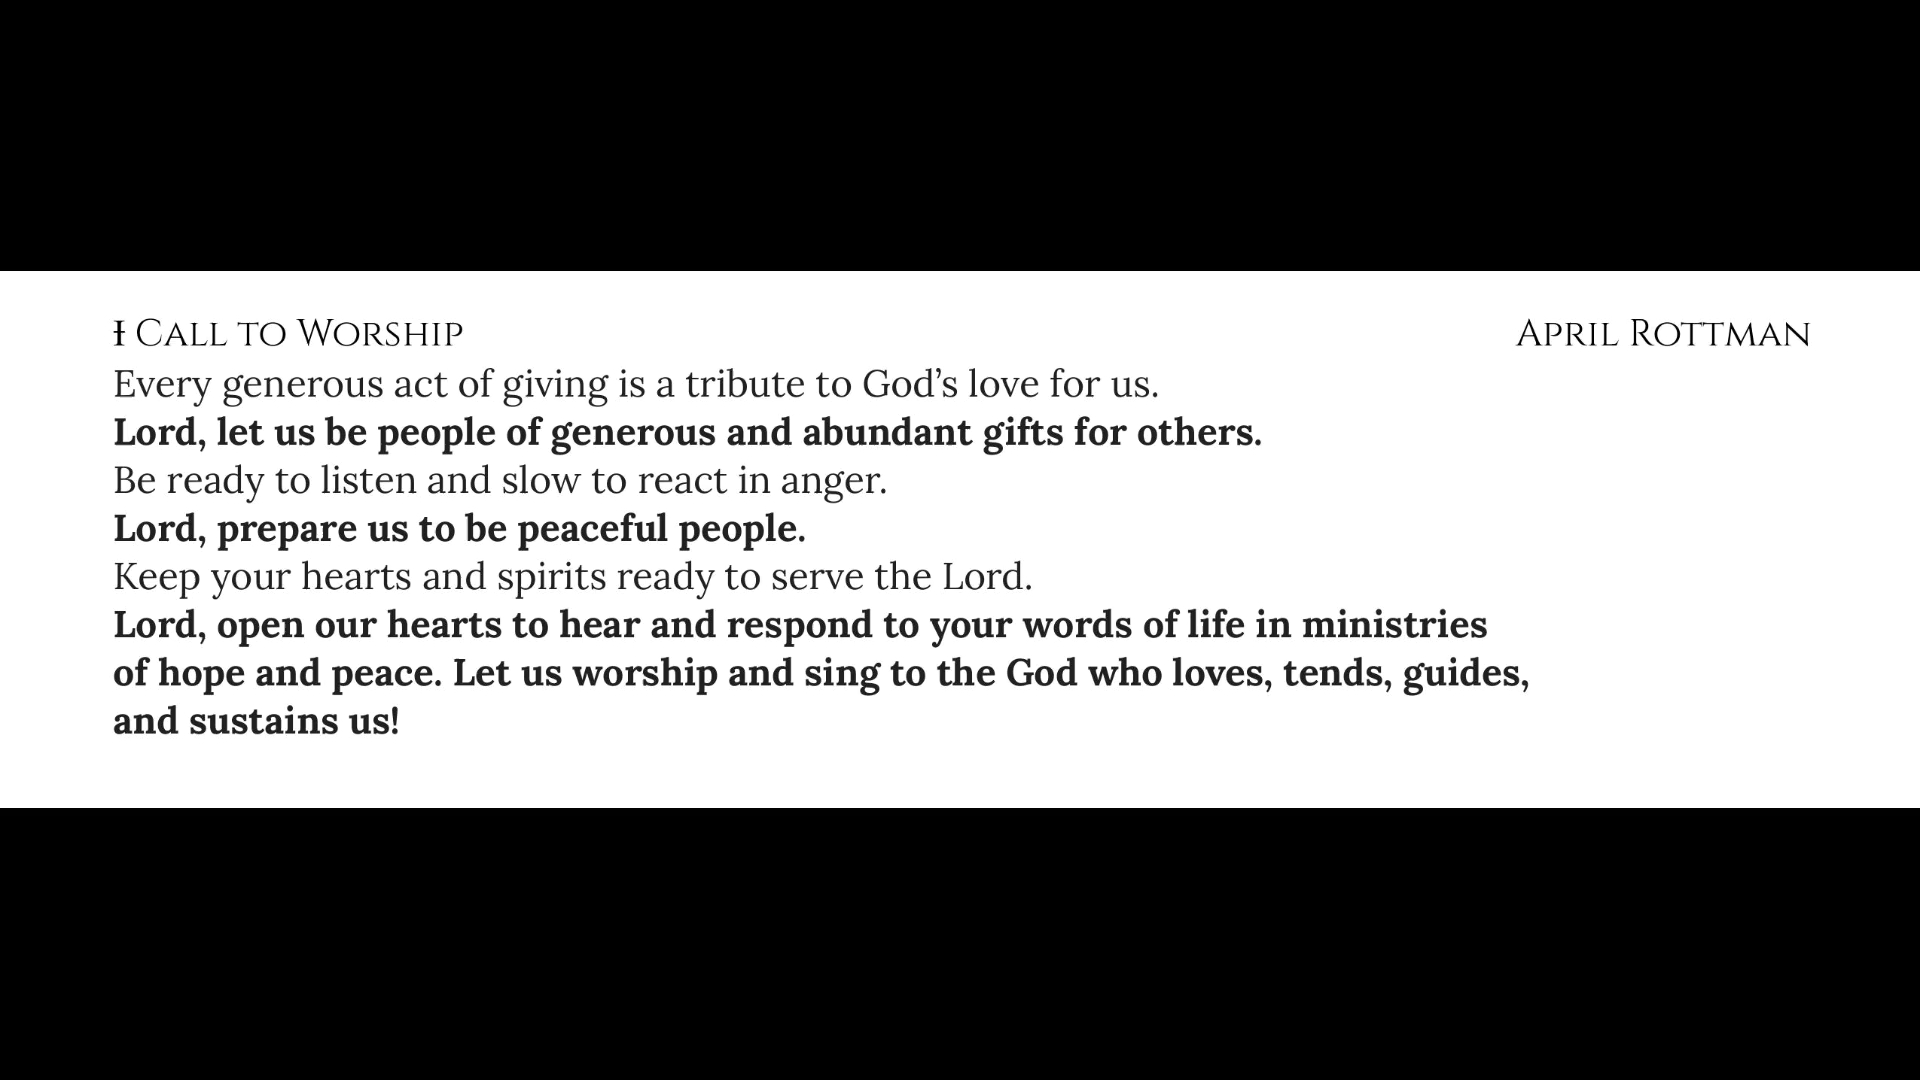 Ɨ Call to Worship April Rottman
Every generous act of giving is a tribute to God’s love for us.
Lord, let us be people of generous and abundant gifts for others.
Be ready to listen and slow to react in anger.
Lord, prepare us to be peaceful people.
Keep your hearts and spirits ready to serve the Lord.
Lord, open our hearts to hear and respond to your words of life in ministries
of hope and peace. Let us worship and sing to the God who loves, tends, guides,
and sustains us!